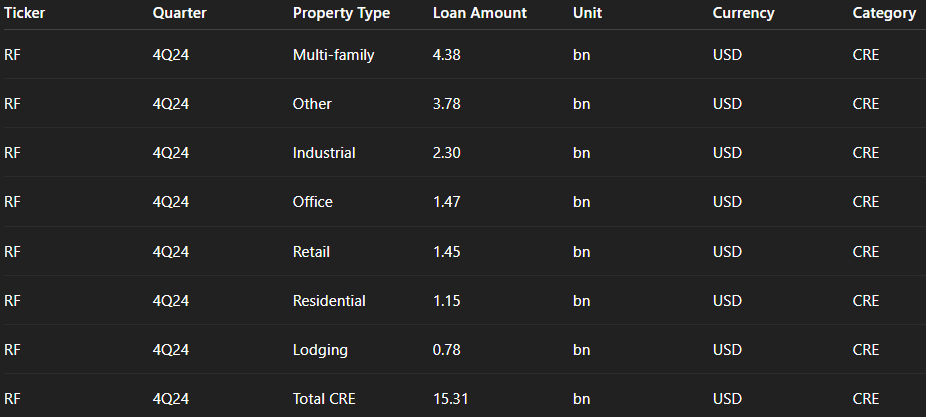 Ticker Quarter Property Type Loan Amount Unit Currency Category
RF 4Q24 Multi-family 4.38 bn USD CRE
RF 4Q24 Other 3.78 bn USD CRE
RF 4Q24 Industrial 2.30 bn USD CRE
RF 4Q24 Office 1.47 bn USD CRE
RF 4Q24 Retail 1.45 bn USD CRE
RF 4Q24 Residential 1.15 bn USD CRE
RF 4Q24 Lodging 0.78 bn USD CRE
RF 4Q24 Total CRE 15.31 bn USD CRE